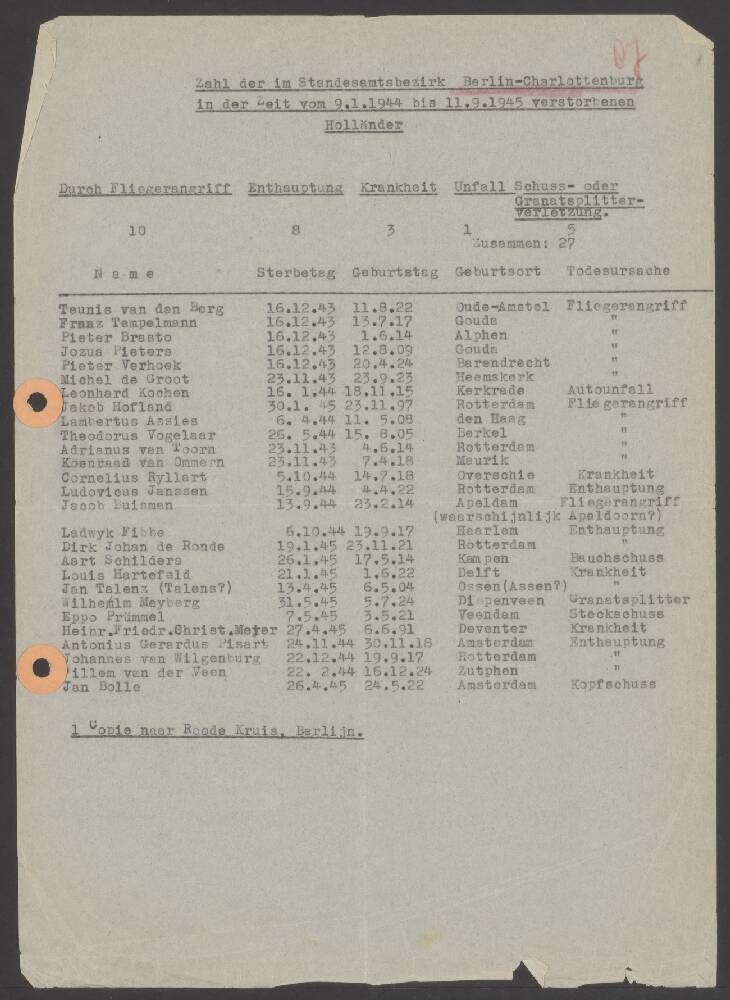 Zahl der im Standesamtsbezirk Berlin-Charlottenburg
in der Zeit vom 9.1.1944 bis 11.9.1945 verstorbenen
Holländer
Durch Fliegerangriff Enthauptung Krankheit Unfall Schuss- oder
Granatsplitter-
verletzung.
10 8 3 1 5
Zusammen: 27
Name Sterbetag Geburtstag Geburtsort Todesursache
Teunis van den Berg 16.12.43 11.8.22 Oude-Amstel Fliegerangriff
Franz Tempelmann 16.12.43 13.7.17 Gouda "
Pieter Brasto 16.12.43 1.6.14 Alphen "
Jozua Pieters 16.12.43 12.8.09 Gouda "
Pieter Verhoek 16.12.43 20.4.24 Barendrecht "
Michel de Groot 23.11.43 23.9.23 Heemskerk "
Leonhard Kochen 16. 1.44 18.11.15 Kerkrade Autounfall
Jakob Hofland 30.1. 45 23.11.97 Rotterdam Fliegerangriff
Lambertus Assies 6. 4.44 11. 5.08 den Haag "
Theodorus Vogelaar 26. 5.44 15. 8.05 Berkel "
Adrianus van Toorn 23.11.43 4.6.14 Rotterdam "
Koenraad van Ommern 23.11.43 7.4.18 Maurik "
Cornelius Ryllart 5.10.44 14.7.18 Overschie Krankheit
Ludovicus Janssen 15.9.44 4.4.22 Rotterdam Enthauptung
Jacob Buisman 13.9.44 23.2.14 Apeldam Fliegerangriff
(waarschijnlijk Apeldoorn?)
Ladwyk Fibbe 6.10.44 19.9.17 Haarlem Enthauptung
Dirk Johan de Ronde 19.1.45 23.11.21 Rotterdam "
Aart Schilders 26.1.45 17.5.14 Kampen Bauchschuss
Louis Hartefeld 21.1.45 1.6.22 Delft Krankheit
Jan Talenz (Talens?) 13.4.45 6.5.04 Ossen(Assen?) "
Wilhelm Meyberg 31.5.45 5.7.24 Diepenveen Granatsplitter
Eppo Prümmel 7.5.45 3.5.21 Veendam Steckschuss
Heinr.Friedr.Christ.Meyer 27.4.45 6.6.91 Deventer Krankheit
Antonius Gerardus Pisart 24.11.44 30.11.18 Amsterdam Enthauptung
Johannes van Wilgenburg 22.12.44 19.9.17 Rotterdam "
Willem van der Veen 22. 2.44 16.12.24 Zutphen "
Jan Bolle 26.4.45 24.5.22 Amsterdam Kopfschuss
1 Copie naar Roode Kruis, Berlijn.